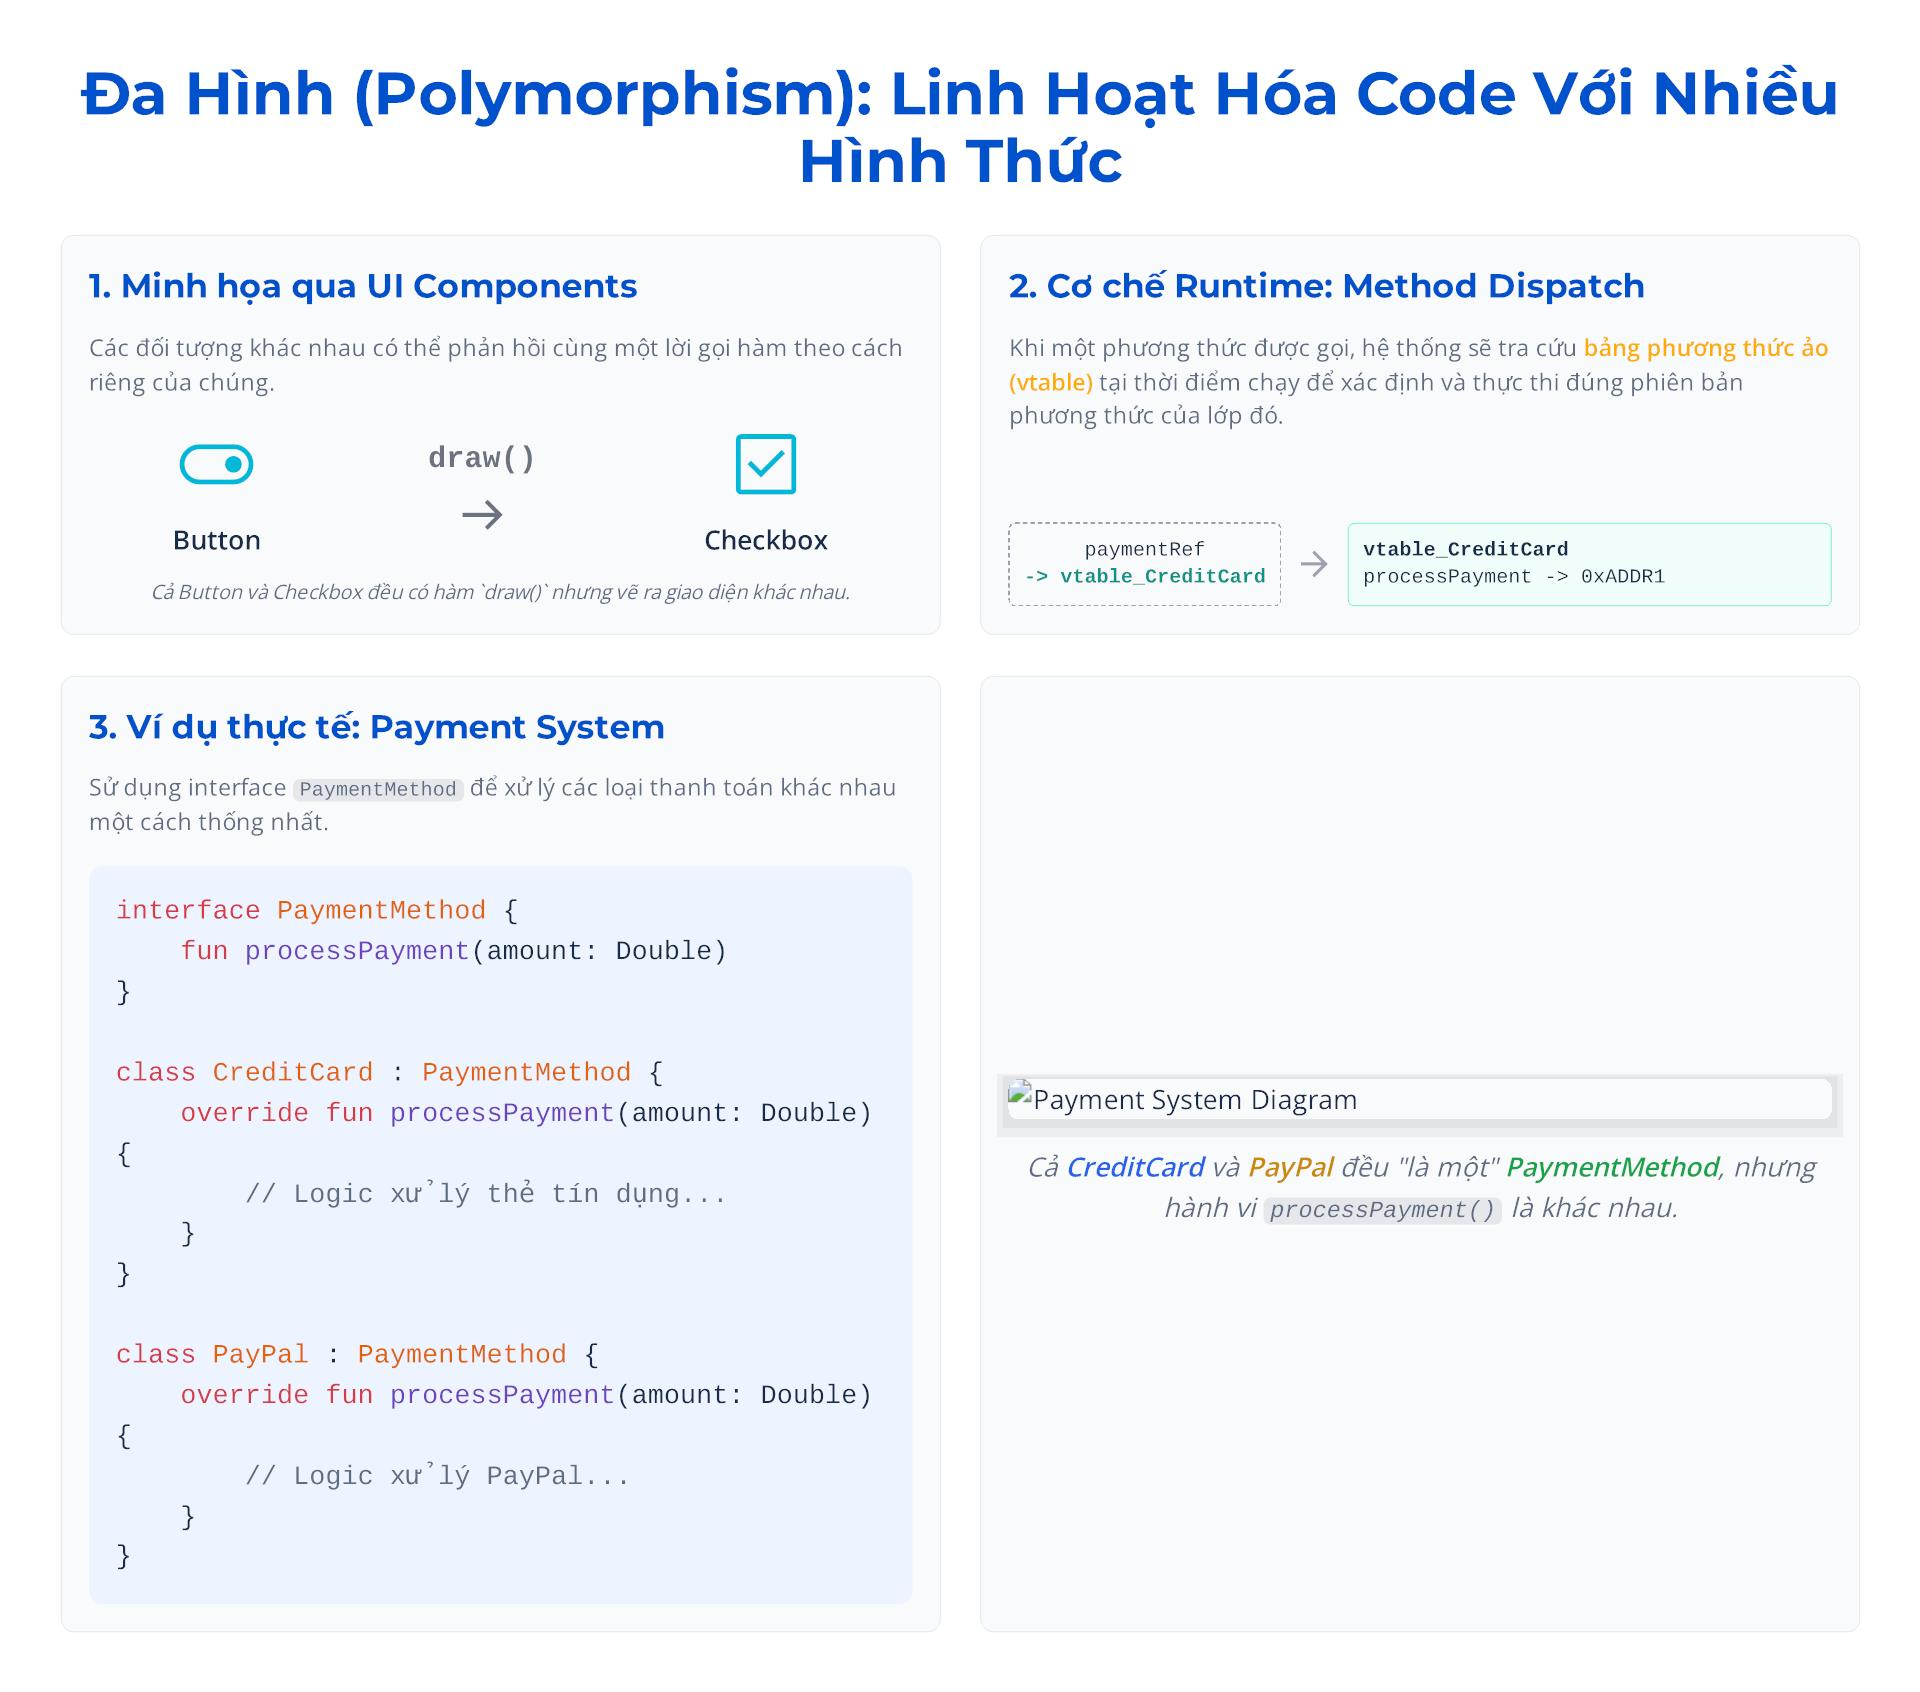 Đa Hình (Polymorphism): Linh Hoạt Hóa Code Với Nhiều
Hình Thức
1. Minh họa qua UI Components
Các đối tượng khác nhau có thể phản hồi cùng một lời gọi hàm theo cách
riêng của chúng.
draw()
→
Button
Checkbox
Cả Button và Checkbox đều có hàm `draw()` nhưng vẽ ra giao diện khác nhau.
2. Cơ chế Runtime: Method Dispatch
Khi một phương thức được gọi, hệ thống sẽ tra cứu bảng phương thức ảo
(vtable) tại thời điểm chạy để xác định và thực thi đúng phiên bản
phương thức của lớp đó.
paymentRef
-> vtable_CreditCard
→
vtable_CreditCard
processPayment -> 0xADDR1
3. Ví dụ thực tế: Payment System
Sử dụng interface PaymentMethod để xử lý các loại thanh toán khác nhau
một cách thống nhất.
interface PaymentMethod {
    fun processPayment(amount: Double)
}
class CreditCard : PaymentMethod {
    override fun processPayment(amount: Double)
{
        // Logic xử lý thẻ tín dụng...
    }
}
class PayPal : PaymentMethod {
    override fun processPayment(amount: Double)
{
        // Logic xử lý PayPal...
    }
}
Payment System Diagram
Cả CreditCard và PayPal đều "là một" PaymentMethod, nhưng
hành vi processPayment() là khác nhau.